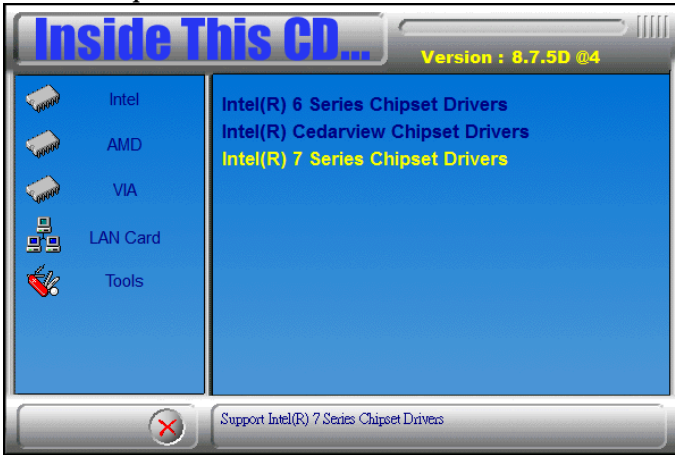 Inside This CD...
Version : 8.7.5D @4
Intel
AMD
VIA
LAN Card
Tools
Intel(R) 6 Series Chipset Drivers
Intel(R) Cedarview Chipset Drivers
Intel(R) 7 Series Chipset Drivers
Support Intel(R) 7 Series Chipset Drivers